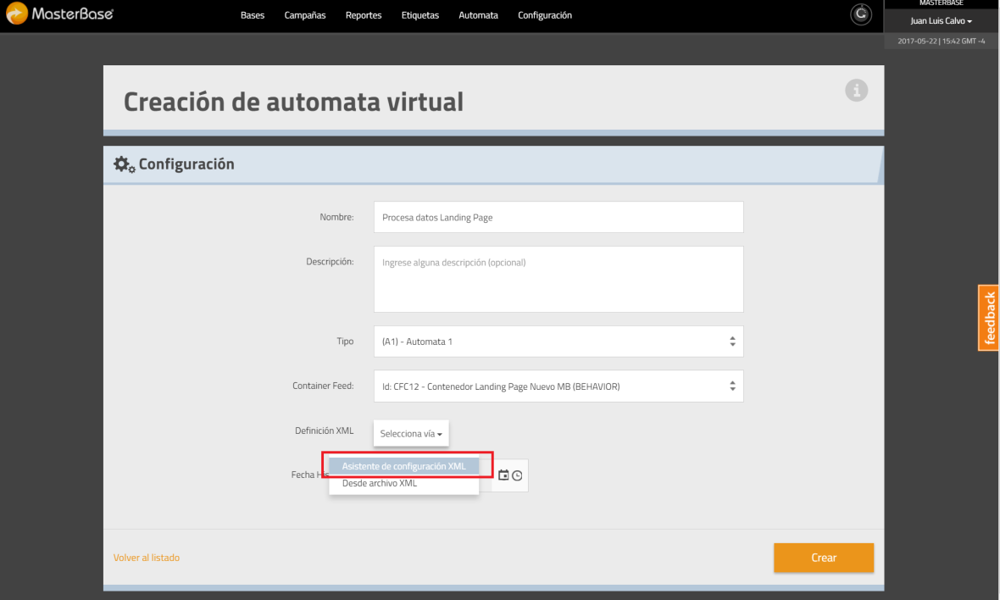 MasterBase®
Bases Campañas Reportes Etiquetas Automata Configuración
MASTERBASE
Juan Luis Calvo
2017-05-22 | 15:42 GMT -4
Creación de automata virtual
Configuración
Nombre: Procesa datos Landing Page
Descripción: Ingrese alguna descripción (opcional)
Tipo (A1) - Automata 1
Container Feed: Id: CFC12 - Contenedor Landing Page Nuevo MB (BEHAVIOR)
Definición XML Selecciona vía
Asistente de configuración XML
Fecha
Desde archivo XML
Volver al listado Crear
feedback